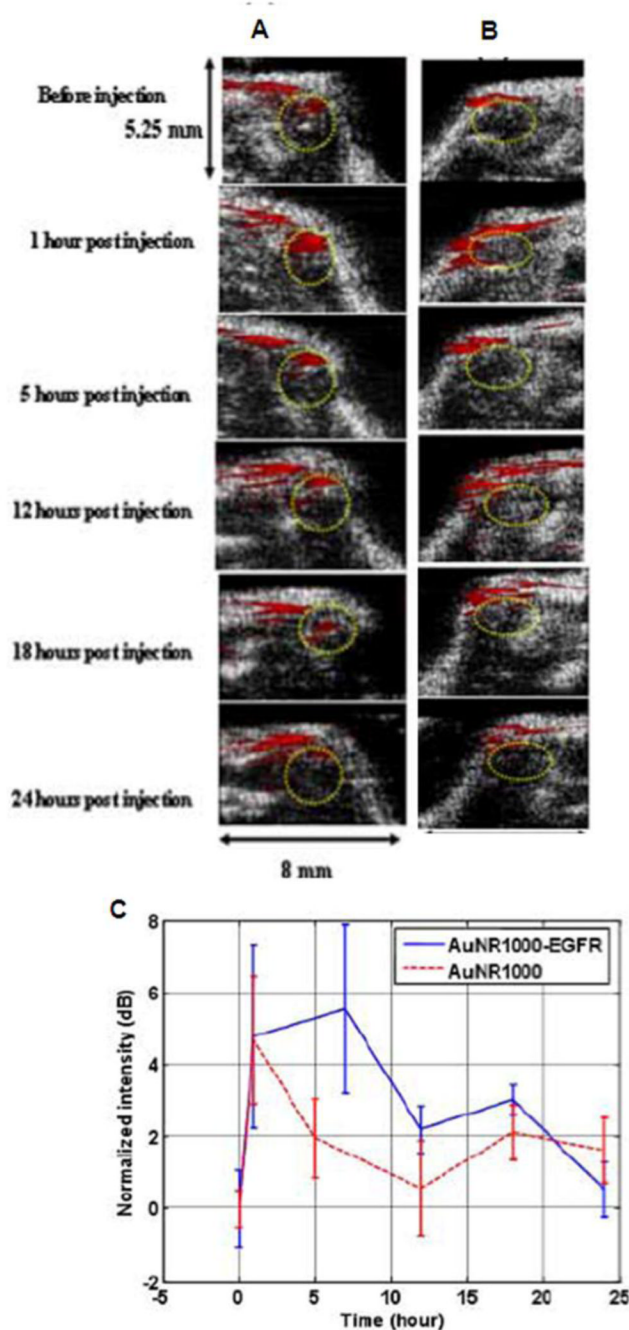 A
B
Before injection
5.25 mm
1 hour post injection
5 hours post injection
12 hours post injection
18 hours post injection
24 hours post injection
8 mm
C
8
6
4
2
0
-2
-5
0
5
10
15
20
25
Normalized intensity (dB)
Time (hour)
AuNR1000-EGFR
AuNR1000